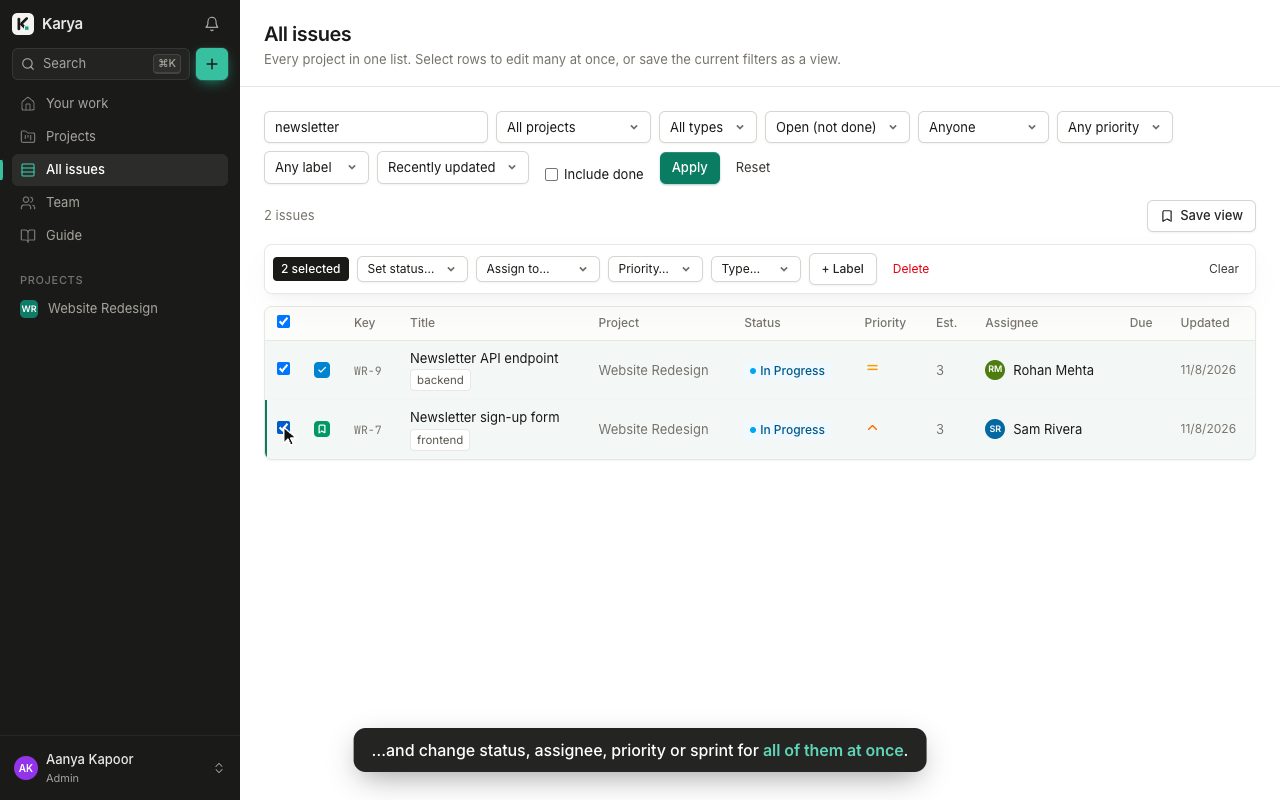 Karya
Search ⌘K
Your work
Projects
All issues
Team
Guide
PROJECTS
WR Website Redesign
AK Aanya Kapoor
Admin
All issues
Every project in one list. Select rows to edit many at once, or save the current filters as a view.
newsletter All projects All types Open (not done) Anyone Any priority
Any label Recently updated Include done Apply Reset
2 issues Save view
2 selected Set status... Assign to... Priority... Type... + Label Delete Clear
Key Title Project Status Priority Est. Assignee Due Updated
WR-9 Newsletter API endpoint Website Redesign In Progress 3 RM Rohan Mehta 11/8/2026
backend
WR-7 Newsletter sign-up form Website Redesign In Progress 3 SR Sam Rivera 11/8/2026
frontend
...and change status, assignee, priority or sprint for all of them at once.